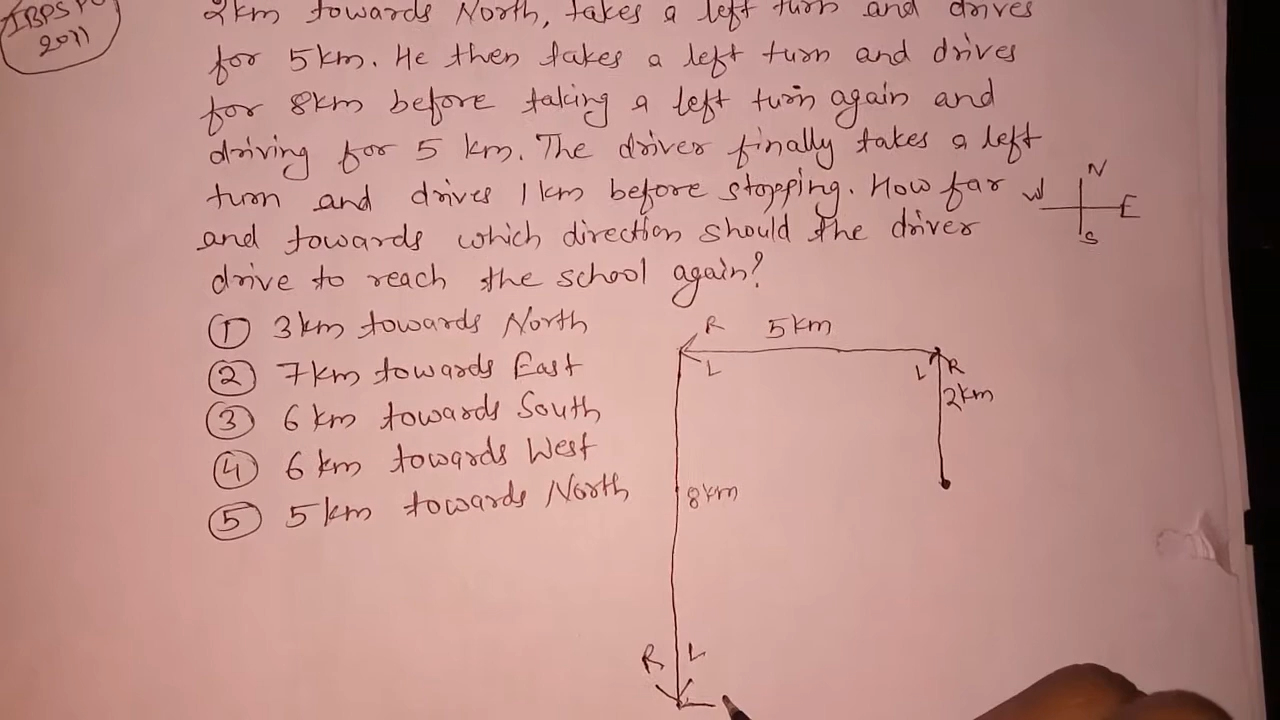 IBPS PO
2011
2km towards North, takes a left turn and drives
for 5km. He then takes a left turn and drives
for 8km before taking a left turn again and
driving for 5 km. The driver finally takes a left
turn and drives 1km before stopping. How far
and towards which direction should the driver
drive to reach the school again?
N
W
E
S
① 3km towards North
② 7km towards East
③ 6 km towards South
④ 6 km towards West
⑤ 5 km towards North
R
5km
L
L
R
2km
8km
R
L